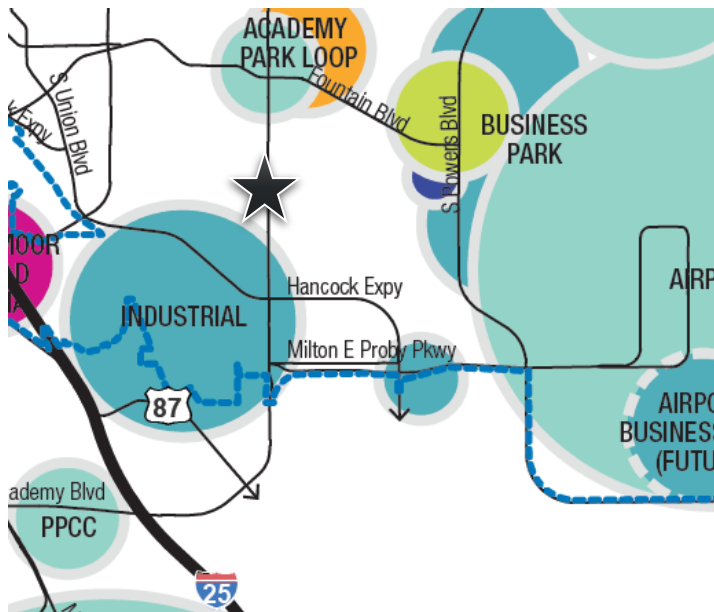 ACADEMY
PARK LOOP
Fountain Blvd
S Union Blvd
Expy
S Powers Blvd
BUSINESS
PARK
MOOR
D
INDUSTRIAL
Hancock Expy
AIRP
Milton E Proby Pkwy
87
AIRPO
BUSINESS
(FUTU
ademy Blvd
PPCC
25